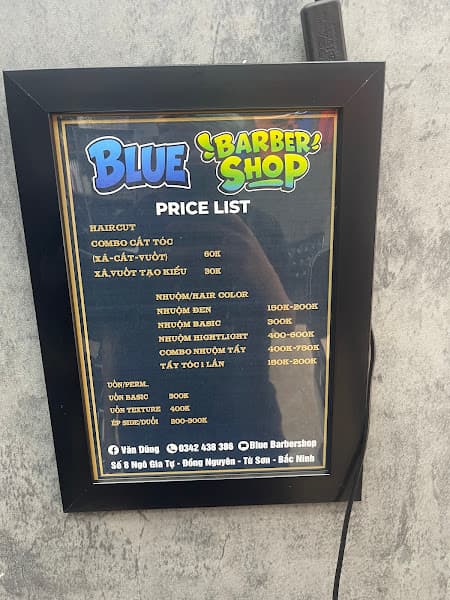 BLUE BARBER SHOP
PRICE LIST
HAIRCUT
COMBO CẮT TÓC
(XẢ-CẮT-VUỐT) 60K
XẢ,VUỐT TẠO KIỂU 30K
NHUỘM/HAIR COLOR
NHUỘM ĐEN 150K-200K
NHUỘM BASIC 300K
NHUỘM HIGHTLIGHT 400-600K
COMBO NHUỘM TẨY 400K-750K
TẨY TÓC 1 LẦN 150K-200K
UỐN/PERM.
UỐN BASIC 300K
UỐN TEXTURE 400K
ÉP SIDE/DUỖI 200-300K
Văn Dũng 0342 438 386 Blue Barbershop
Số 8 Ngô Gia Tự - Đồng Nguyên - Từ Sơn - Bắc Ninh